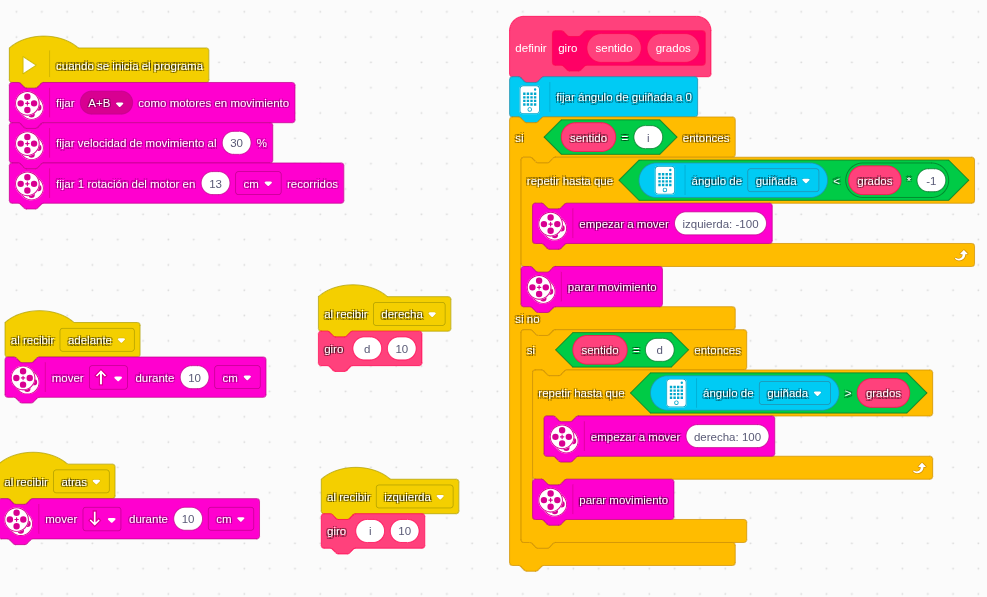 cuando se inicia el programa
fijar A+B como motores en movimiento
fijar velocidad de movimiento al 30 %
fijar 1 rotación del motor en 13 cm recorridos
al recibir adelante
mover durante 10 cm
al recibir atras
mover durante 10 cm
al recibir derecha
giro d 10
al recibir izquierda
giro i 10
definir giro sentido grados
fijar ángulo de guiñada a 0
si sentido = i entonces
repetir hasta que ángulo de guiñada < grados * -1
empezar a mover izquierda: -100
parar movimiento
si no
si sentido = d entonces
repetir hasta que ángulo de guiñada > grados
empezar a mover derecha: 100
parar movimiento